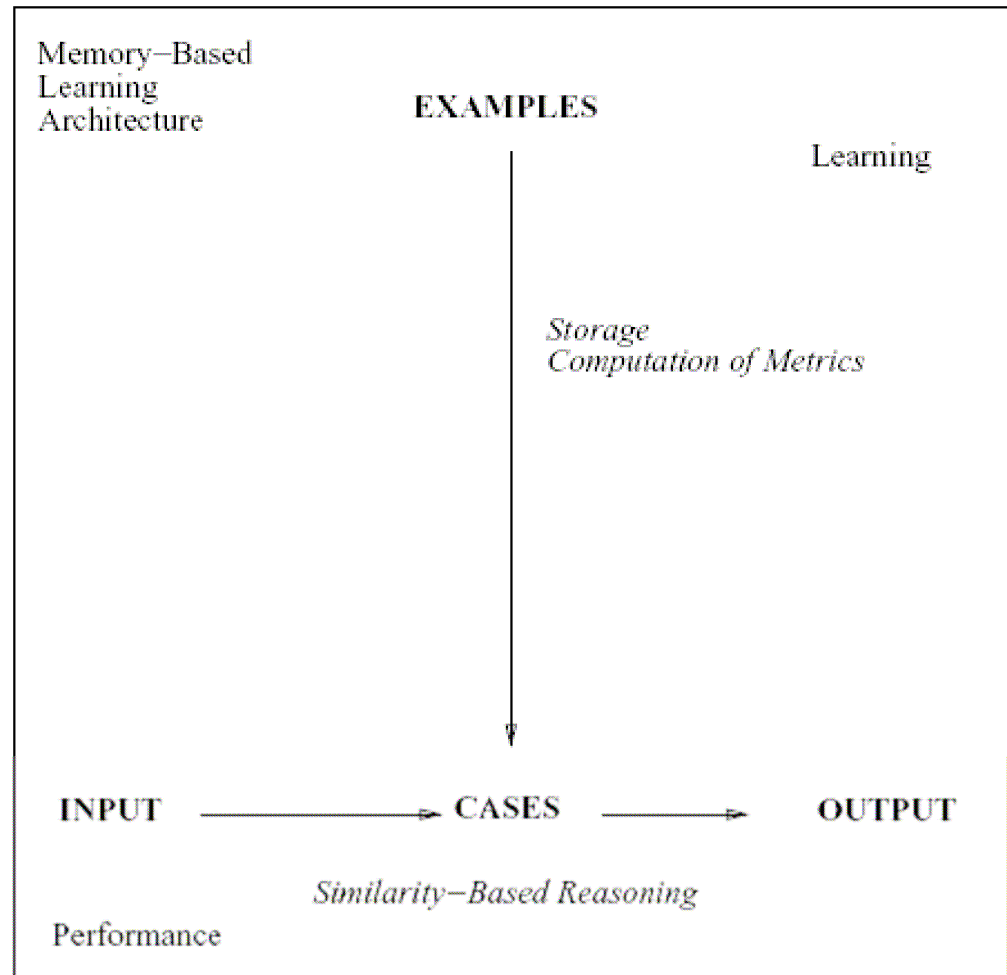 Memory–Based
Learning
Architecture
EXAMPLES
Learning
Storage
Computation of Metrics
INPUT
CASES
OUTPUT
Similarity–Based Reasoning
Performance